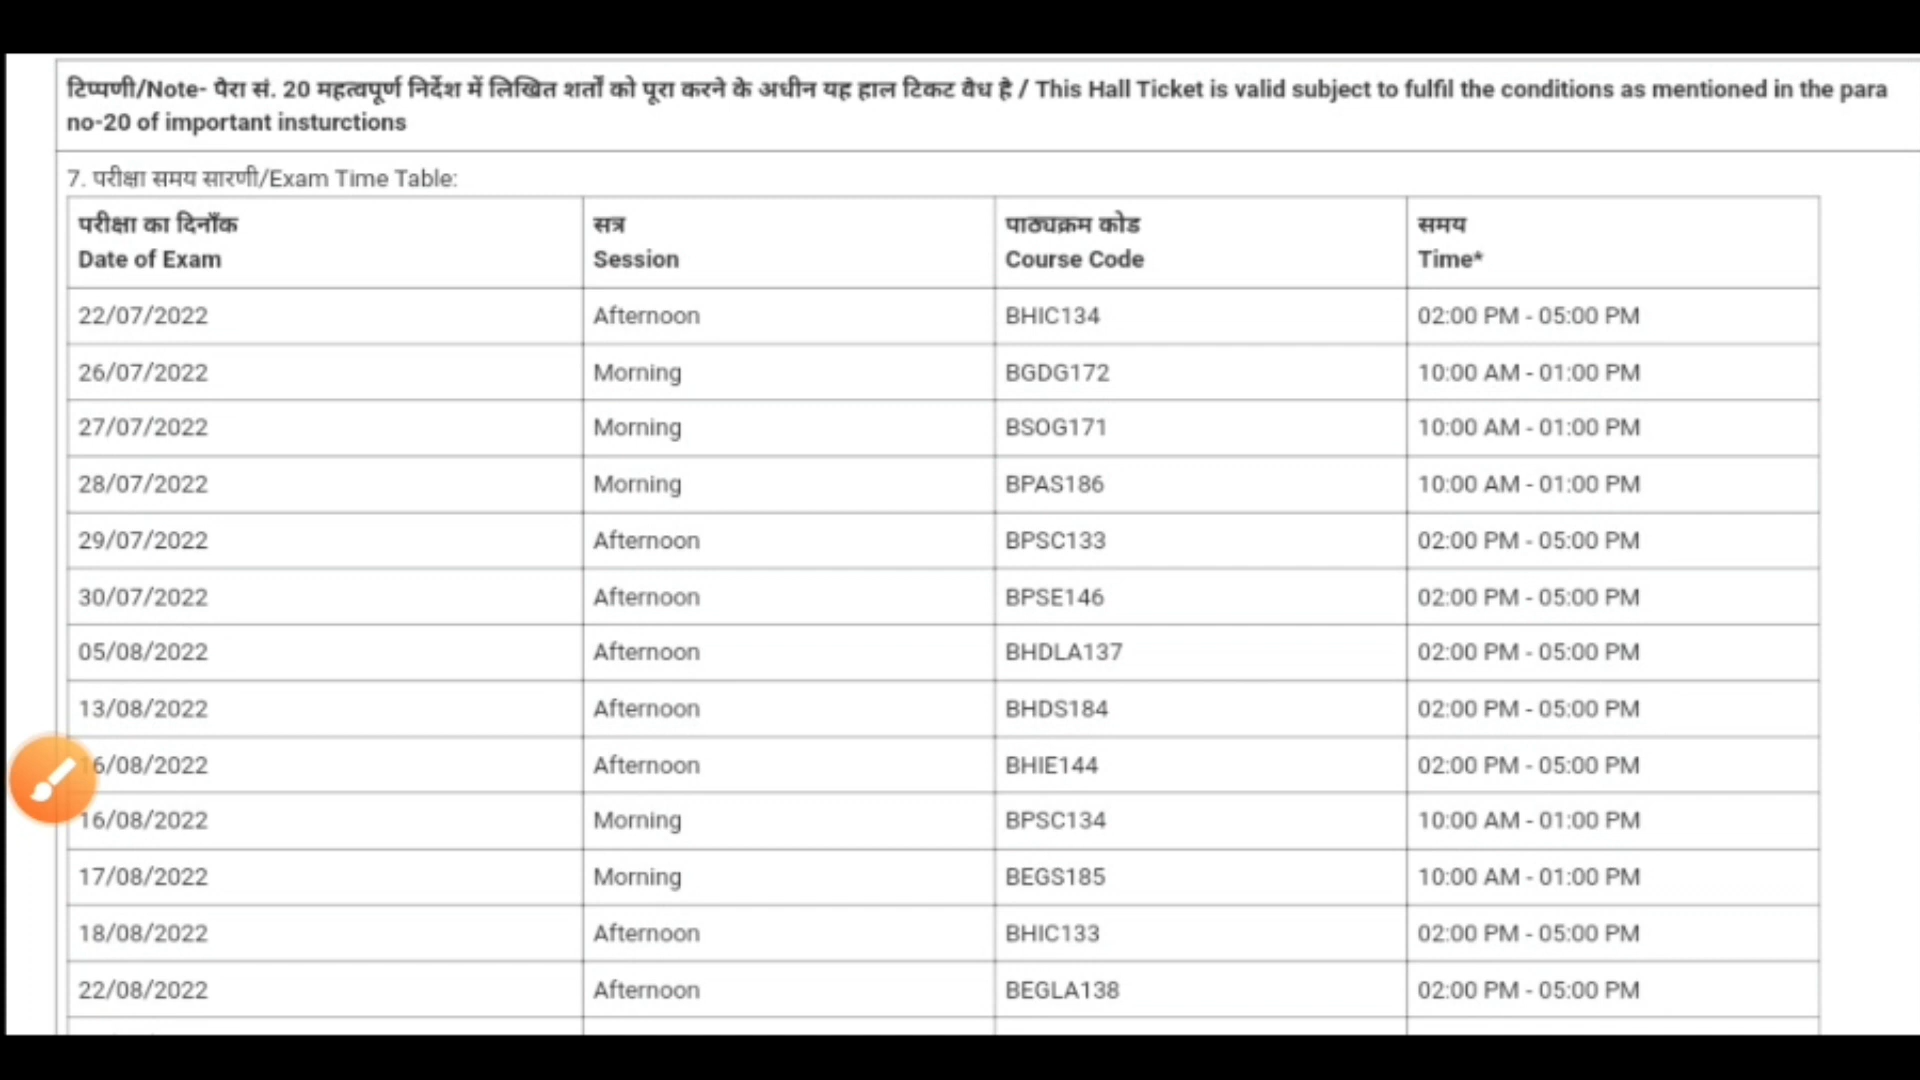 टिप्पणी/Note- पैरा सं. 20 महत्वपूर्ण निर्देश में लिखित शर्तों को पूरा करने के अधीन यह हाल टिकट वैध है / This Hall Ticket is valid subject to fulfil the conditions as mentioned in the para
no-20 of important insturctions
7. परीक्षा समय सारणी/Exam Time Table:
परीक्षा का दिनाँक सत्र पाठ्यक्रम कोड समय
Date of Exam Session Course Code Time*
22/07/2022 Afternoon BHIC134 02:00 PM - 05:00 PM
26/07/2022 Morning BGDG172 10:00 AM - 01:00 PM
27/07/2022 Morning BSOG171 10:00 AM - 01:00 PM
28/07/2022 Morning BPAS186 10:00 AM - 01:00 PM
29/07/2022 Afternoon BPSC133 02:00 PM - 05:00 PM
30/07/2022 Afternoon BPSE146 02:00 PM - 05:00 PM
05/08/2022 Afternoon BHDLA137 02:00 PM - 05:00 PM
13/08/2022 Afternoon BHDS184 02:00 PM - 05:00 PM
16/08/2022 Afternoon BHIE144 02:00 PM - 05:00 PM
16/08/2022 Morning BPSC134 10:00 AM - 01:00 PM
17/08/2022 Morning BEGS185 10:00 AM - 01:00 PM
18/08/2022 Afternoon BHIC133 02:00 PM - 05:00 PM
22/08/2022 Afternoon BEGLA138 02:00 PM - 05:00 PM